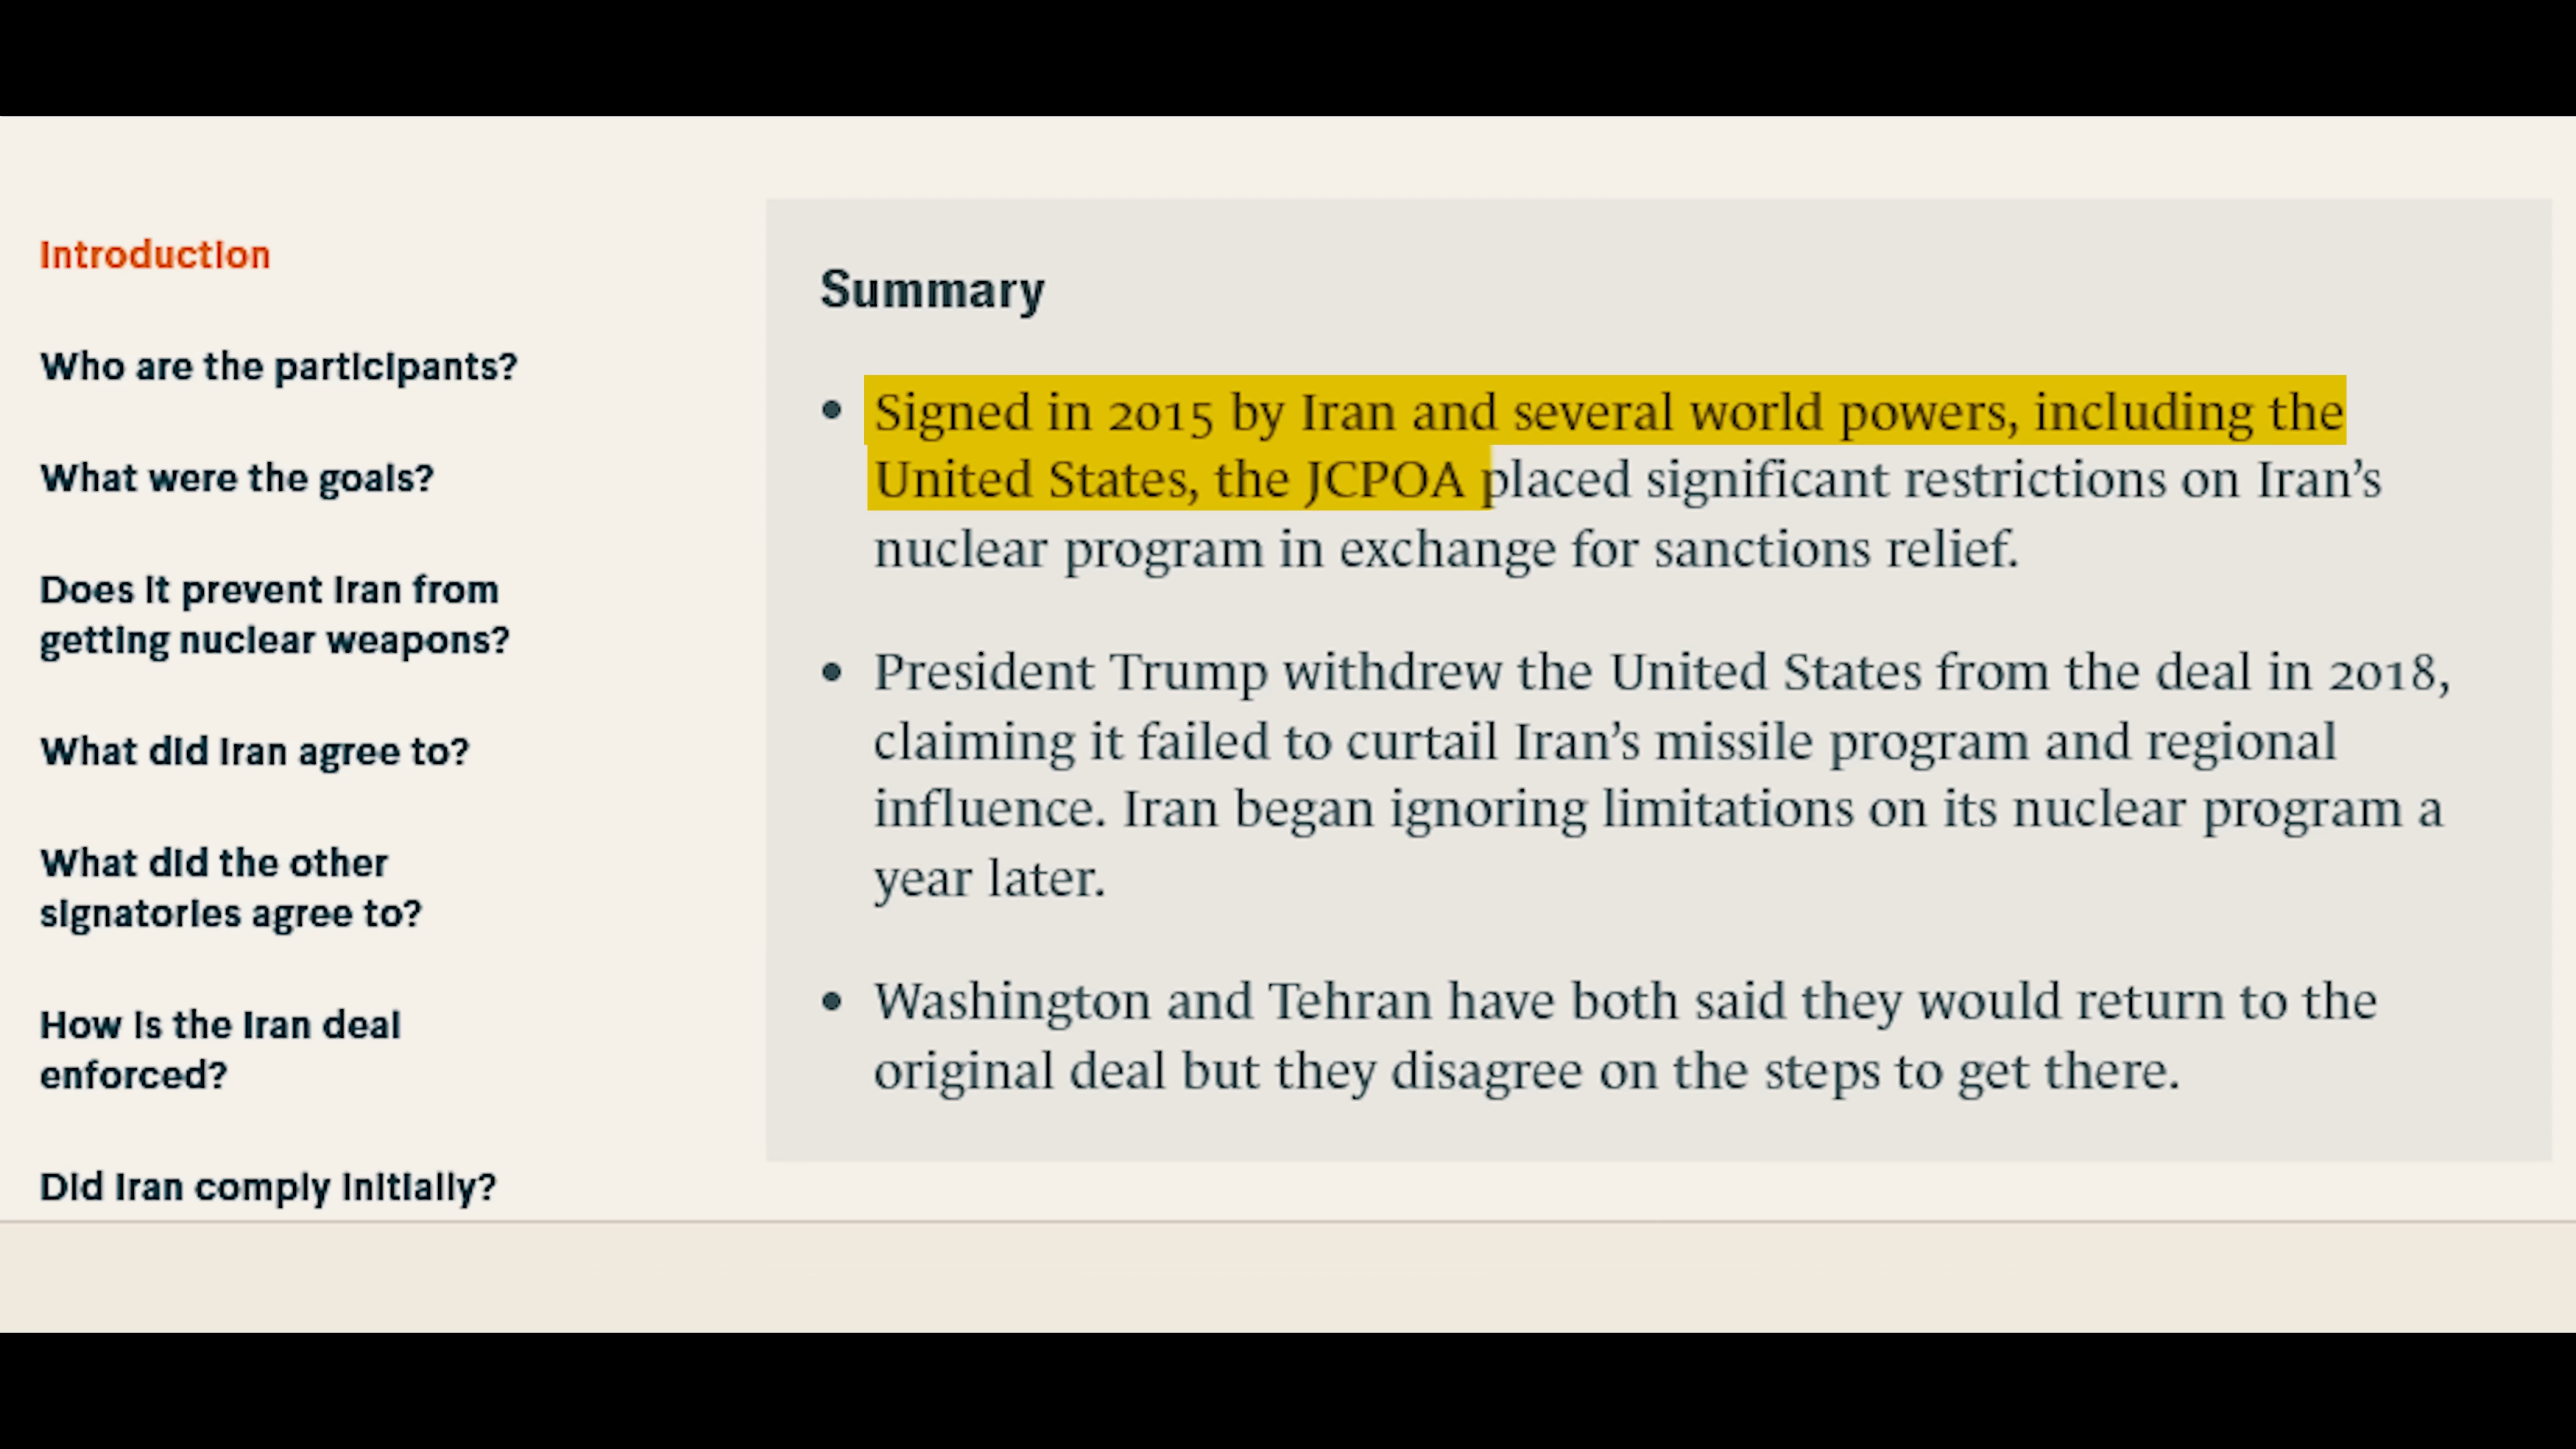 Introduction
Who are the participants?
What were the goals?
Does it prevent Iran from
getting nuclear weapons?
What did Iran agree to?
What did the other
signatories agree to?
How is the Iran deal
enforced?
Did Iran comply initially?
Summary
• Signed in 2015 by Iran and several world powers, including the
United States, the JCPOA placed significant restrictions on Iran’s
nuclear program in exchange for sanctions relief.
• President Trump withdrew the United States from the deal in 2018,
claiming it failed to curtail Iran’s missile program and regional
influence. Iran began ignoring limitations on its nuclear program a
year later.
• Washington and Tehran have both said they would return to the
original deal but they disagree on the steps to get there.